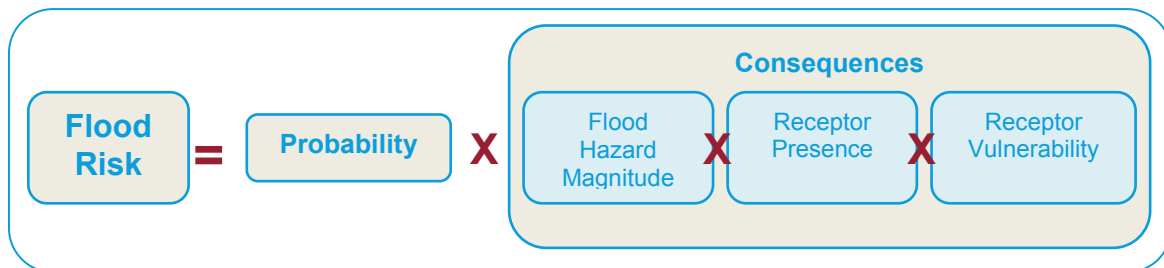 Consequences
Flood
Risk
=
Probability
X
Flood
Hazard
Magnitude
X
Receptor
Presence
X
Receptor
Vulnerability